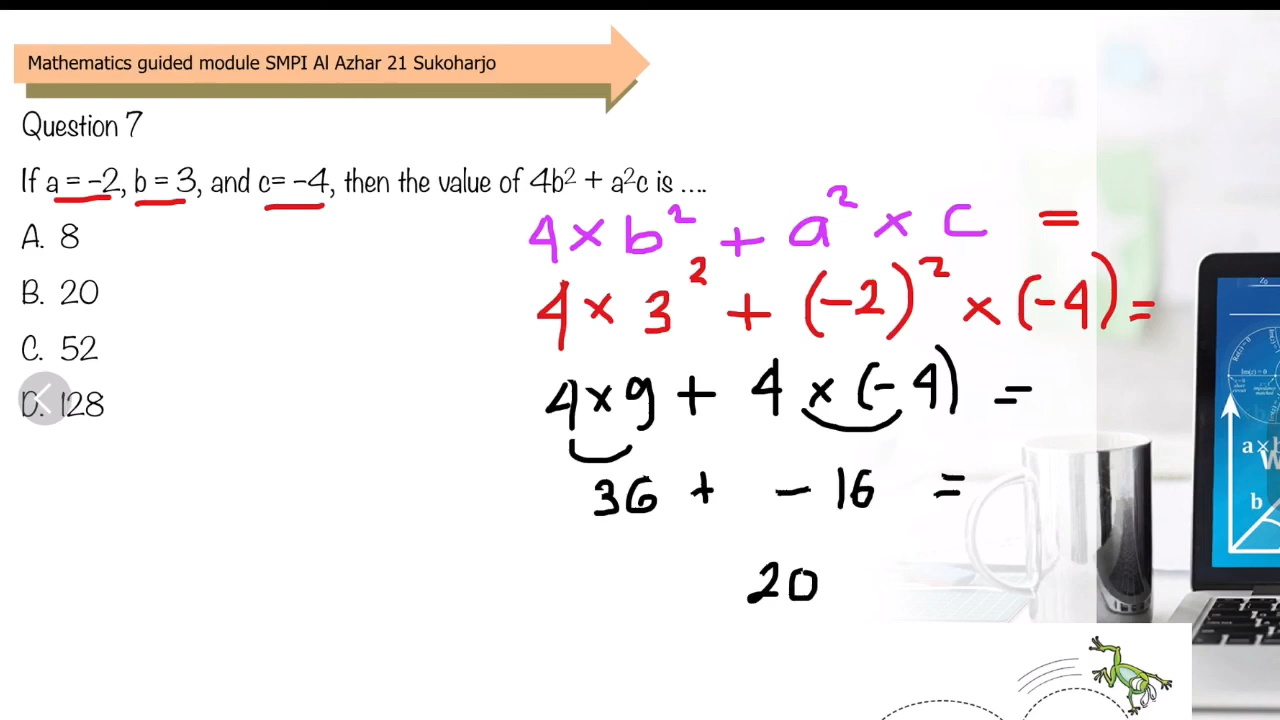 Mathematics guided module SMPI Al Azhar 21 Sukoharjo
Question 7
If a = -2, b = 3, and c= -4, then the value of 4b² + a²c is ....
A. 8
B. 20
C. 52
D. 128
4 × b² + a² × c =
4 × 3² + (-2)² × (-4) =
4 × 9 + 4 × (-4) =
36 + - 16 =
20
a×b
b